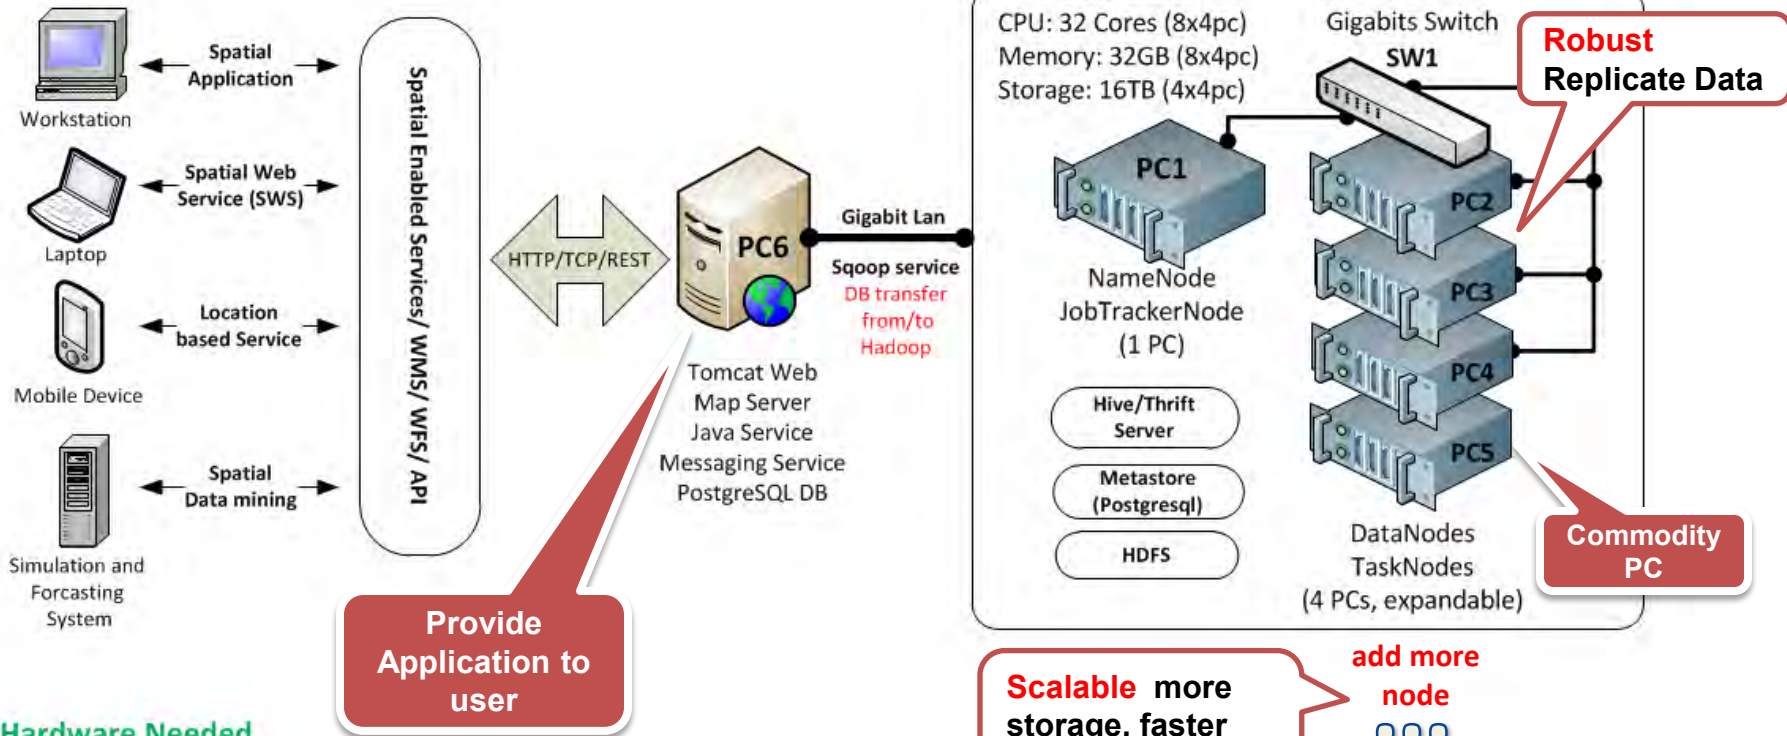 Workstation
Spatial
Application
Laptop
Spatial Web
Service (SWS)
Mobile Device
Location
based Service
Simulation and
Forcasting
System
Spatial
Data mining
Spatial Enabled Services/ WMS/ WFS/ API
HTTP/TCP/REST
PC6
Tomcat Web
Map Server
Java Service
Messaging Service
PostgreSQL DB
Provide
Application to
user
Gigabit Lan
Sqoop service
DB transfer
from/to
Hadoop
CPU: 32 Cores (8x4pc)
Memory: 32GB (8x4pc)
Storage: 16TB (4x4pc)
PC1
NameNode
JobTrackerNode
(1 PC)
Hive/Thrift
Server
Metastore
(Postgresql)
HDFS
Gigabits Switch
SW1
PC2
PC3
PC4
PC5
DataNodes
TaskNodes
(4 PCs, expandable)
Robust
Replicate Data
Commodity
PC
Scalable more
storage, faster
add more
node
Hardware Needed